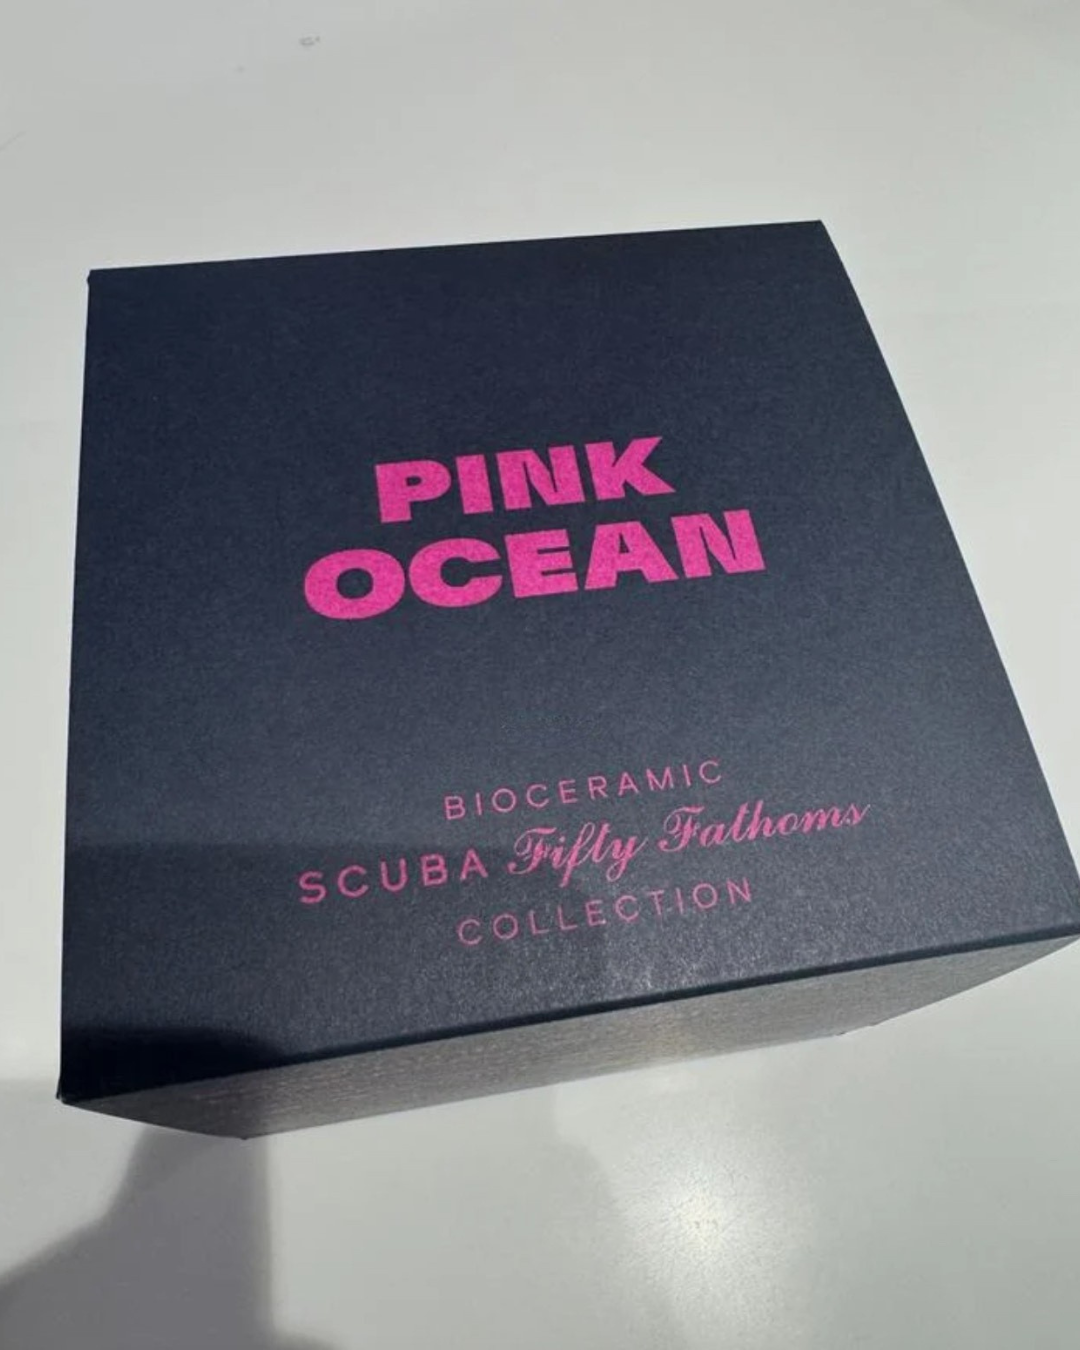 PINK
OCEAN
BIOCERAMIC
SCUBA Fifty Fathoms
COLLECTION